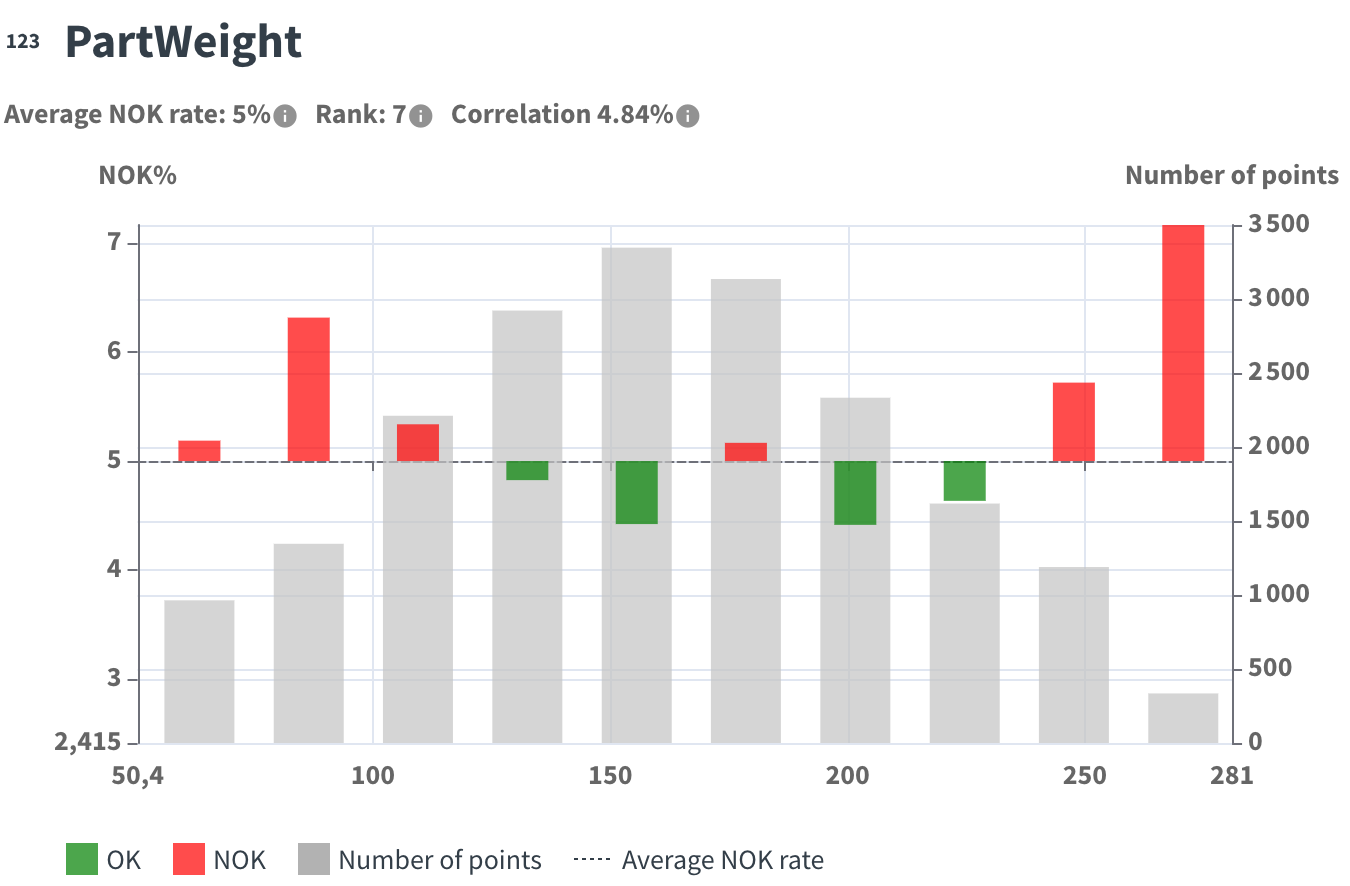 123 PartWeight
Average NOK rate: 5% i Rank: 7 i Correlation 4.84% i
NOK% Number of points
7
6
5
4
3
2,415
3 500
3 000
2 500
2 000
1 500
1 000
500
0
50,4 100 150 200 250 281
OK NOK Number of points Average NOK rate